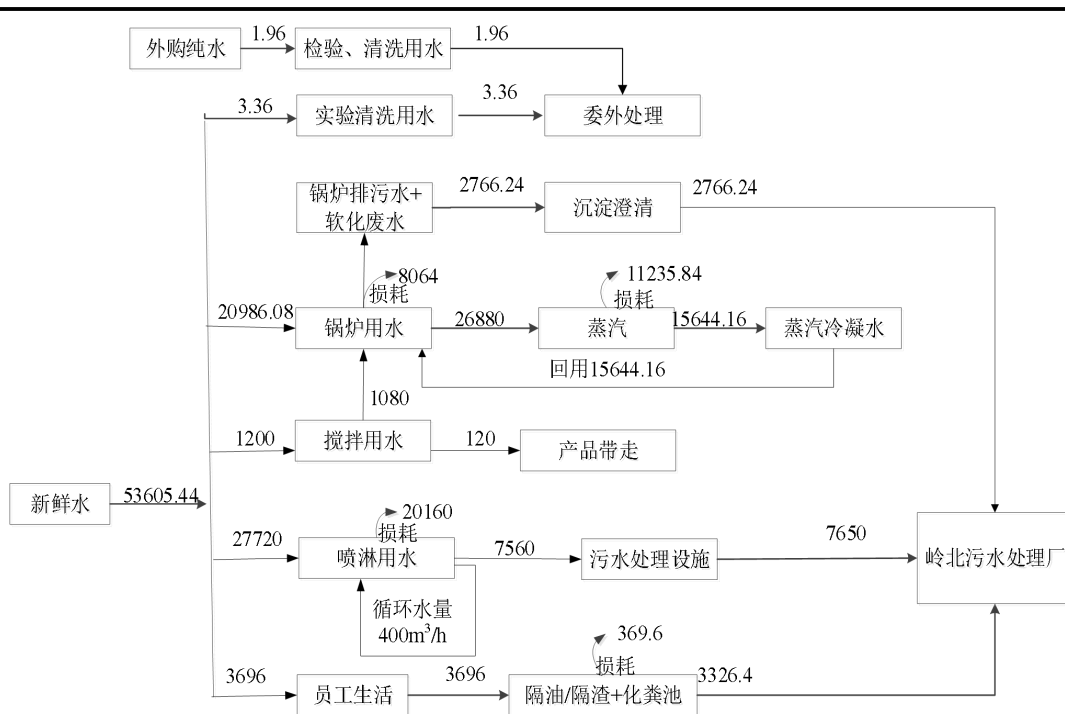 外购纯水
1.96
检验、清洗用水
1.96
3.36
实验清洗用水
3.36
委外处理
锅炉排污水+
软化废水
2766.24
沉淀澄清
2766.24
8064
损耗
11235.84
损耗
20986.08
锅炉用水
26880
蒸汽
15644.16
蒸汽冷凝水
回用15644.16
1080
1200
搅拌用水
120
产品带走
新鲜水
53605.44
20160
损耗
27720
喷淋用水
7560
污水处理设施
7650
岭北污水处理厂
循环水量
400m³/h
369.6
损耗
3696
员工生活
3696
隔油/隔渣+化粪池
3326.4